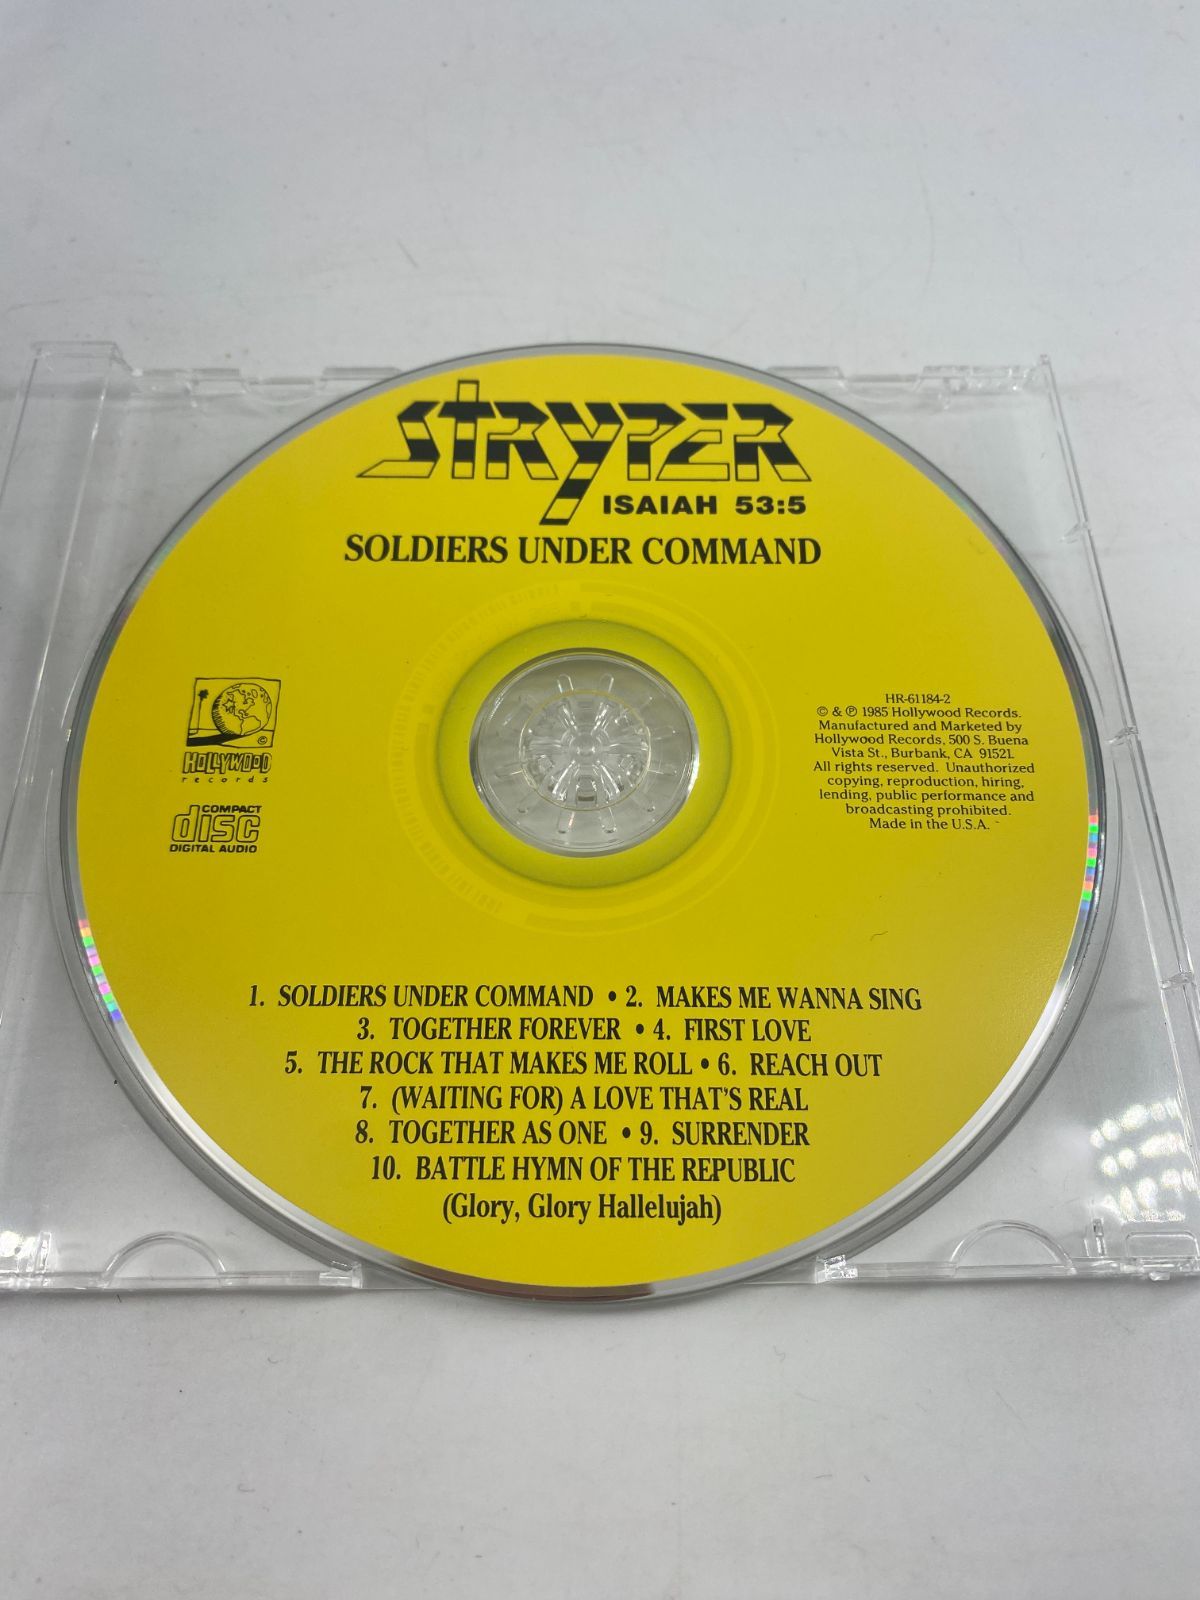 STRYPER
ISAIAH 53:5
SOLDIERS UNDER COMMAND
©
HOLLYWOOD
records
COMPACT
disc
DIGITAL AUDIO
HR-61184-2
© & ℗ 1985 Hollywood Records.
Manufactured and Marketed by
Hollywood Records, 500 S. Buena
Vista St., Burbank, CA 91521.
All rights reserved. Unauthorized
copying, reproduction, hiring,
lending, public performance and
broadcasting prohibited.
Made in the U.S.A.
1. SOLDIERS UNDER COMMAND • 2. MAKES ME WANNA SING
3. TOGETHER FOREVER • 4. FIRST LOVE
5. THE ROCK THAT MAKES ME ROLL • 6. REACH OUT
7. (WAITING FOR) A LOVE THAT'S REAL
8. TOGETHER AS ONE • 9. SURRENDER
10. BATTLE HYMN OF THE REPUBLIC
(Glory, Glory Hallelujah)